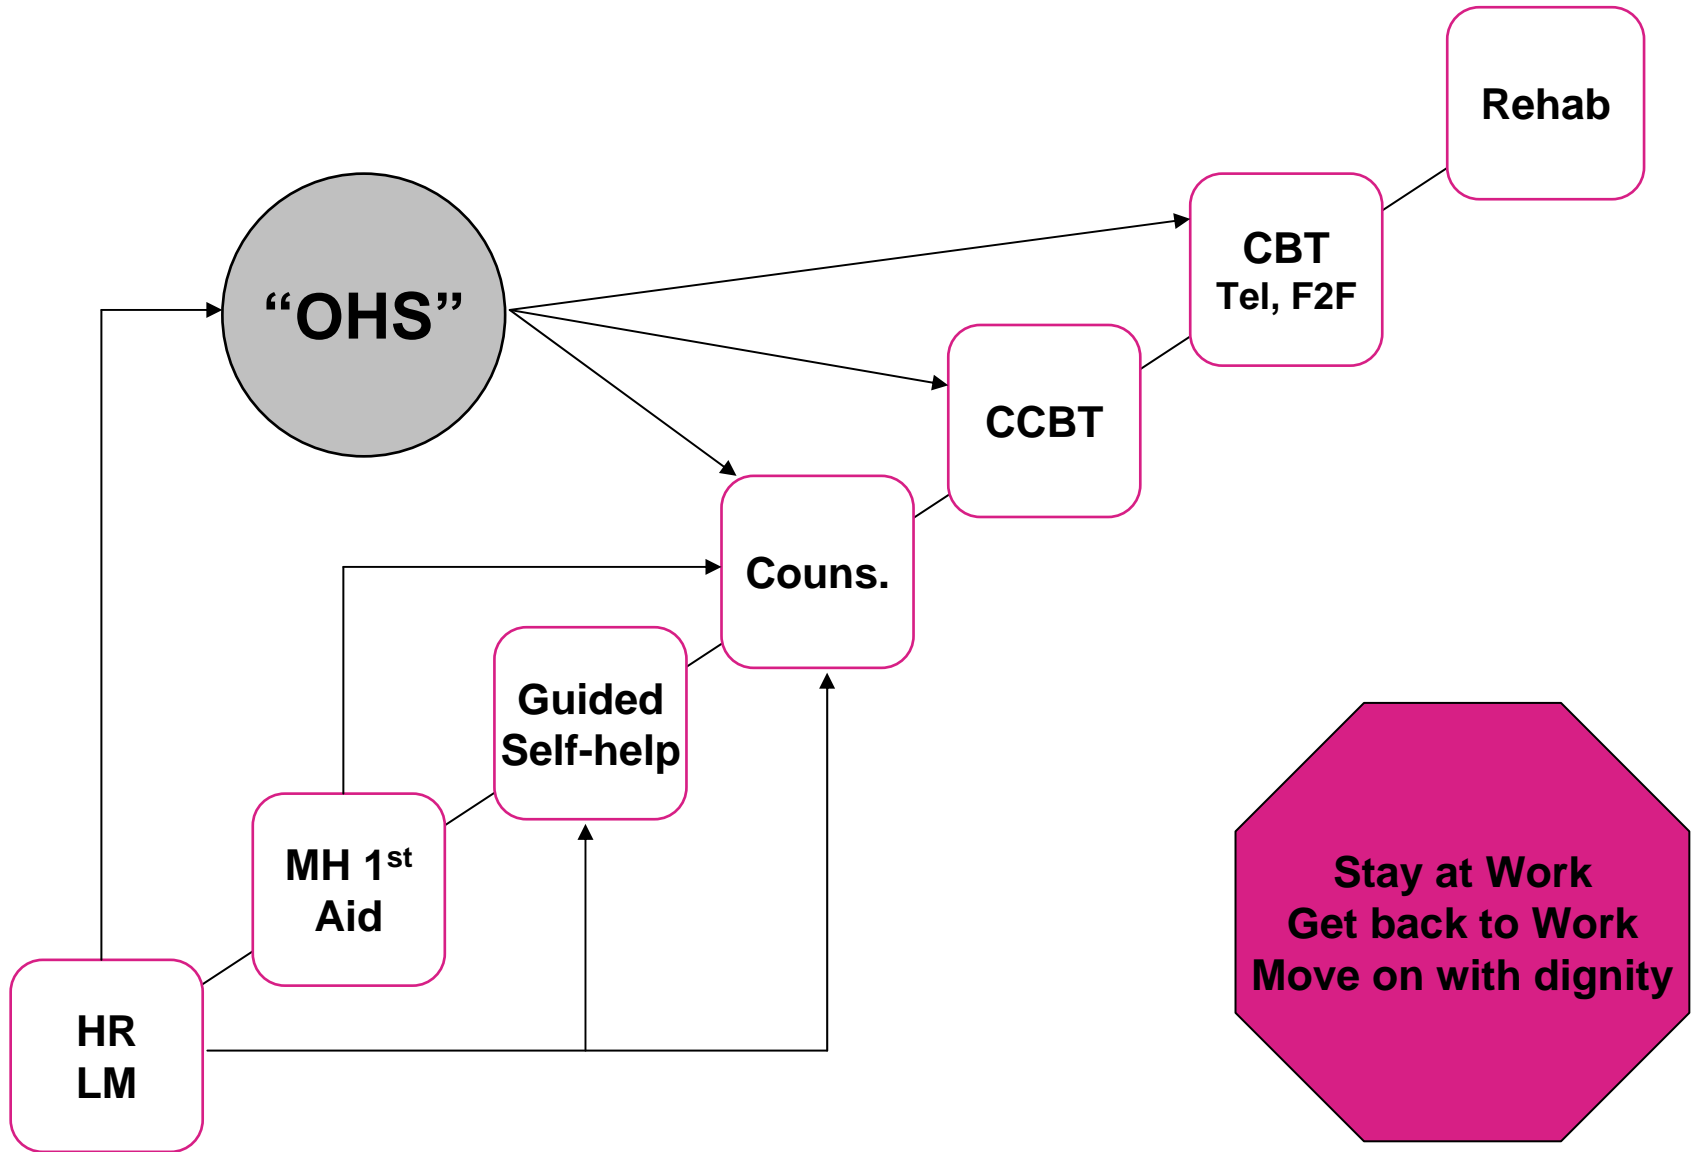 Rehab
CBT
Tel, F2F
“OHS”
CCBT
Couns.
Guided
Self-help
MH 1st
Aid
HR
LM
Stay at Work
Get back to Work
Move on with dignity